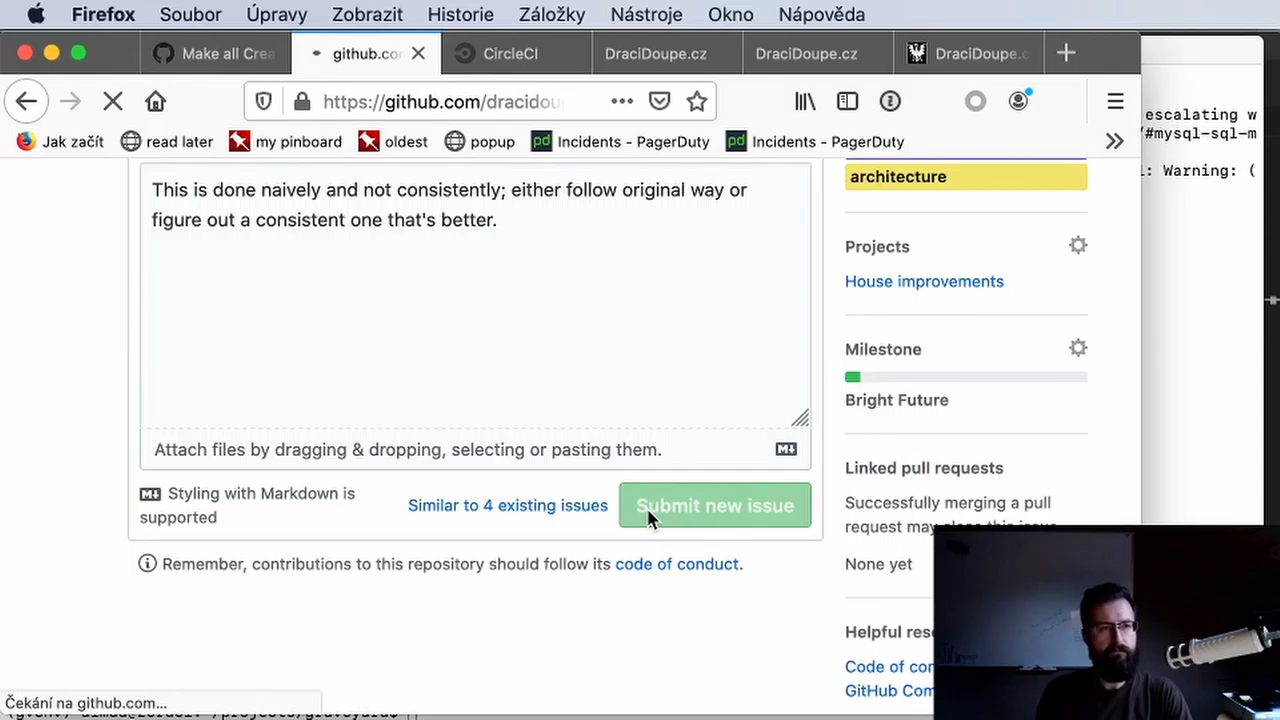 Firefox Soubor Úpravy Zobrazit Historie Záložky Nástroje Okno Nápověda
Make all Crea github.co CircleCI DraciDoupe.cz DraciDoupe.cz DraciDoupe.c
https://github.com/dracidou
escalating w
/#mysql-sql-m
Jak začít read later my pinboard oldest popup Incidents - PagerDuty Incidents - PagerDuty
: Warning: (
This is done naively and not consistently; either follow original way or
figure out a consistent one that's better.
architecture
Projects
House improvements
Milestone
Bright Future
Attach files by dragging & dropping, selecting or pasting them.
Linked pull requests
Styling with Markdown is
supported
Similar to 4 existing issues
Submit new issue
Successfully merging a pull
request may close this issue.
Remember, contributions to this repository should follow its code of conduct.
None yet
Helpful res
Code of con
GitHub Com
Čekání na github.com...